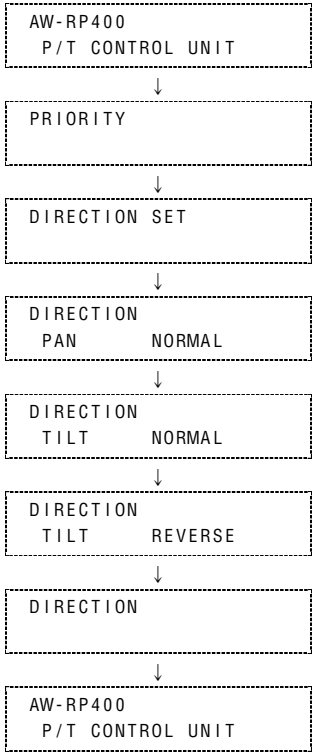 AW-RP400
P/T CONTROL UNIT
↓
PRIORITY
↓
DIRECTION SET
↓
DIRECTION
PAN NORMAL
↓
DIRECTION
TILT NORMAL
↓
DIRECTION
TILT REVERSE
↓
DIRECTION
↓
AW-RP400
P/T CONTROL UNIT